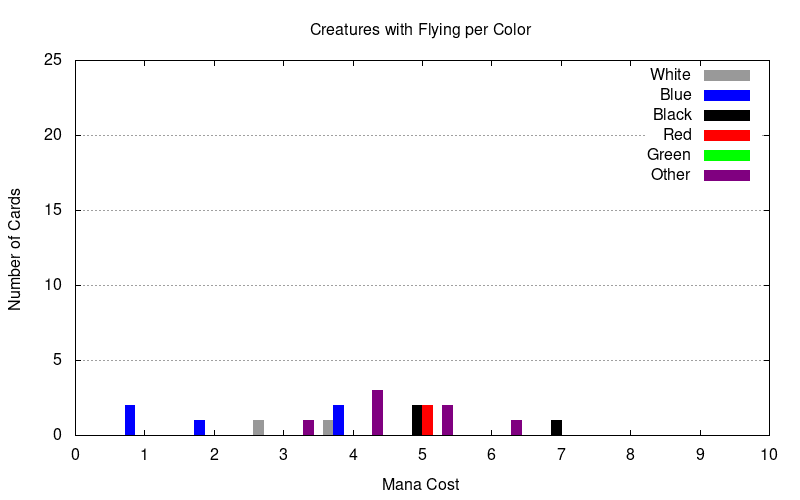 Creatures with Flying per Color
25
20
15
10
5
0
Number of Cards
White
Blue
Black
Red
Green
Other
0 1 2 3 4 5 6 7 8 9 10
Mana Cost